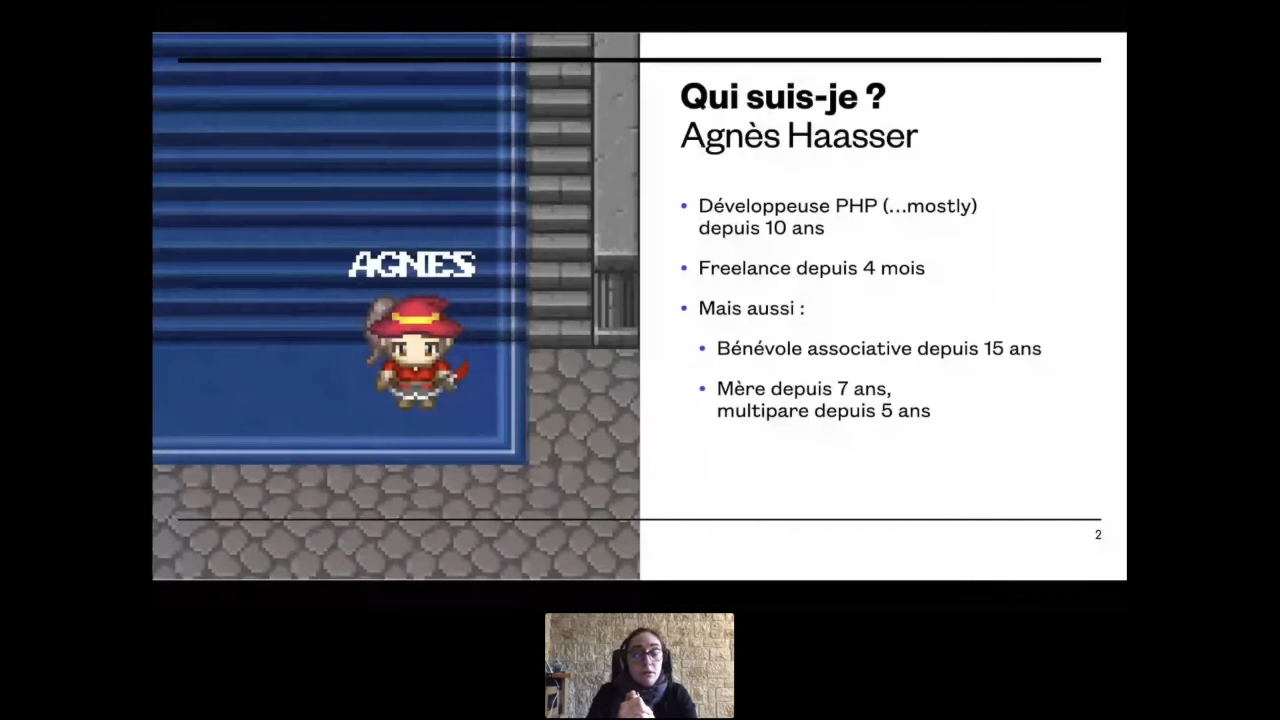 AGNES
Qui suis-je ?
Agnès Haasser
• Développeuse PHP (...mostly)
depuis 10 ans
• Freelance depuis 4 mois
• Mais aussi :
• Bénévole associative depuis 15 ans
• Mère depuis 7 ans,
multipare depuis 5 ans
2